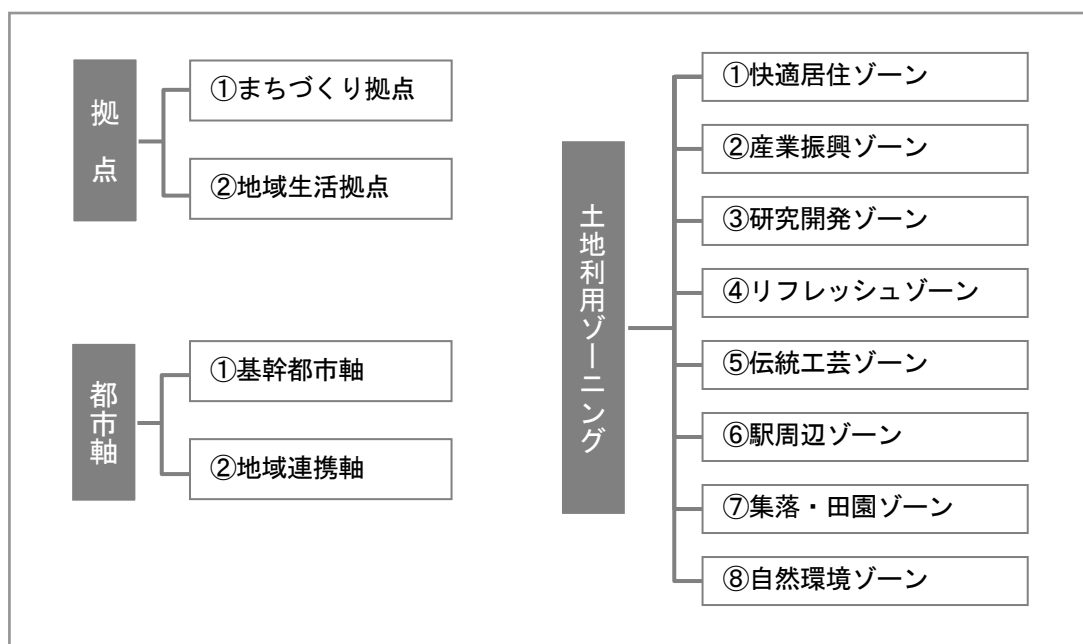 拠点
①まちづくり拠点
②地域生活拠点
都市軸
①基幹都市軸
②地域連携軸
土地利用ゾーニング
①快適居住ゾーン
②産業振興ゾーン
③研究開発ゾーン
④リフレッシュゾーン
⑤伝統工芸ゾーン
⑥駅周辺ゾーン
⑦集落・田園ゾーン
⑧自然環境ゾーン